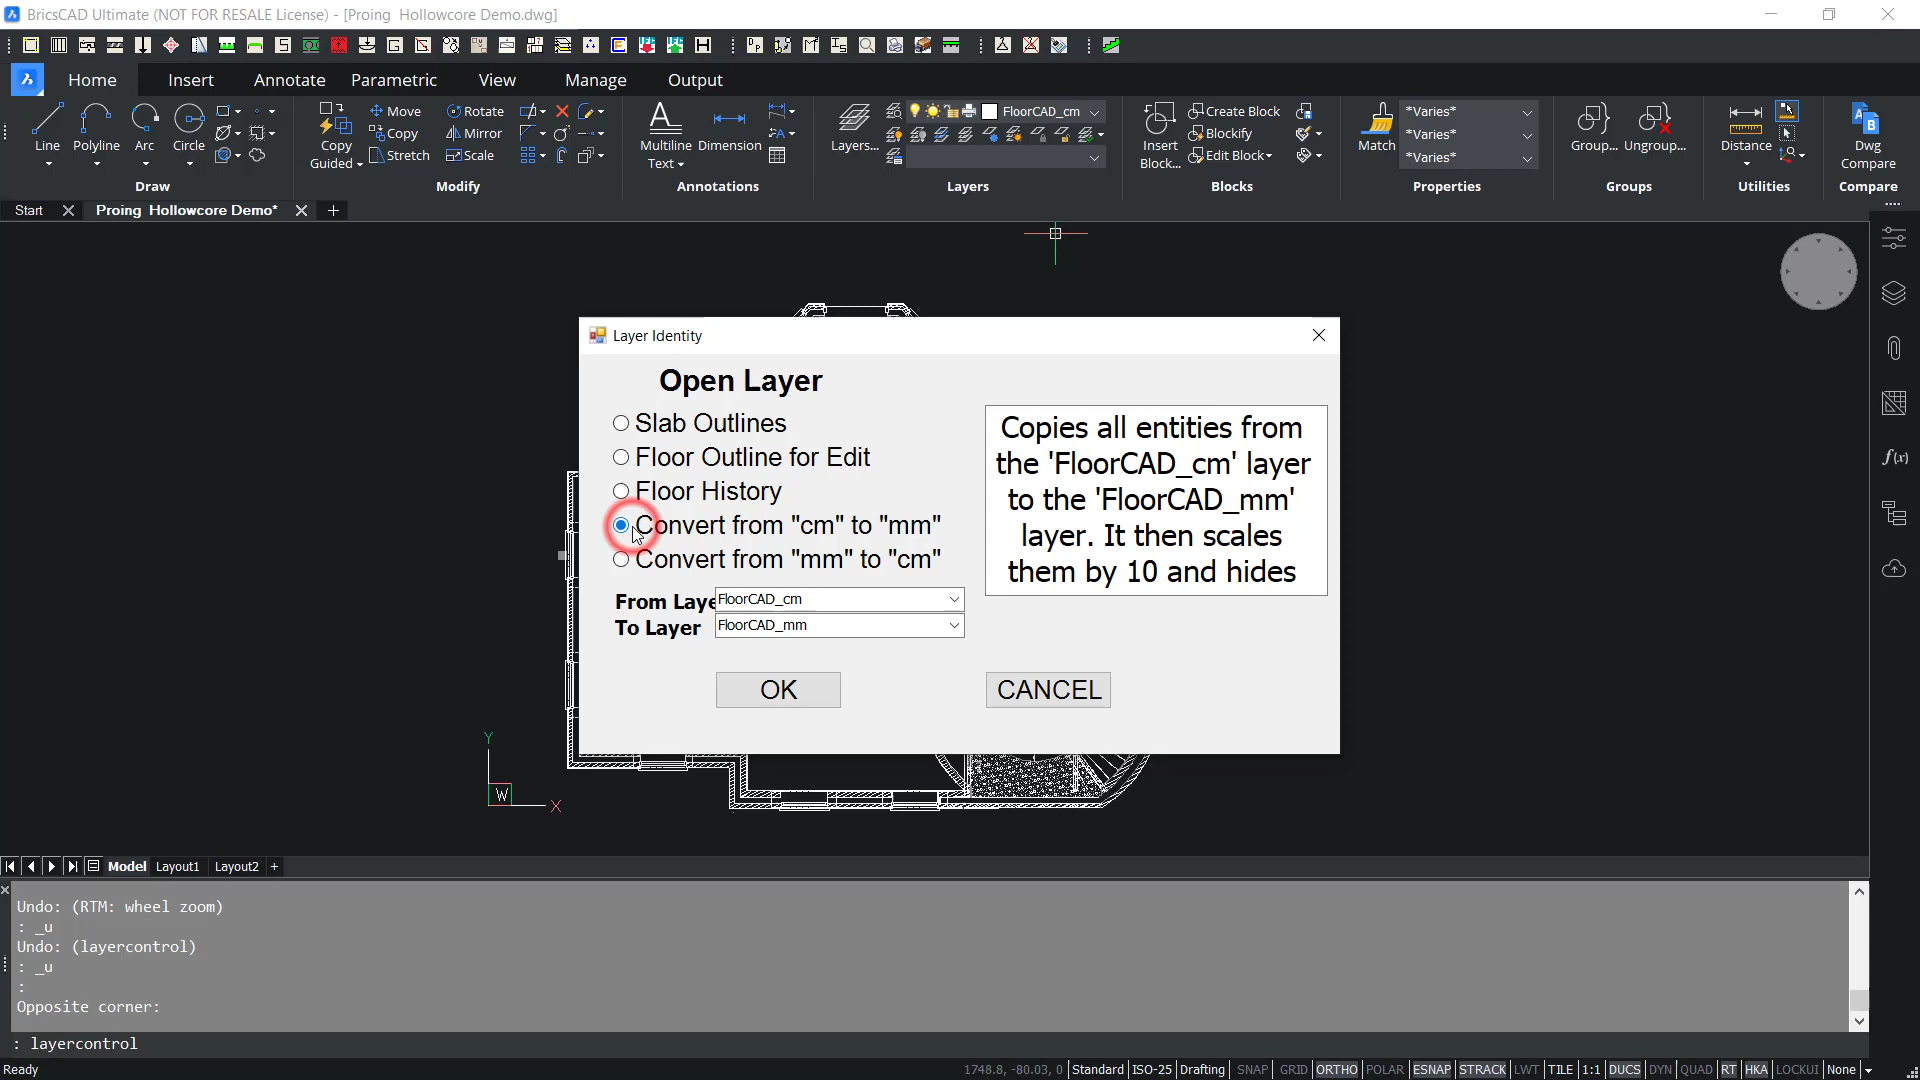 BricsCAD Ultimate (NOT FOR RESALE License) - [Proing Hollowcore Demo.dwg]
Home Insert Annotate Parametric View Manage Output
Line Polyline Arc Circle
Draw
Copy Guided
Move Rotate
Copy Mirror
Stretch Scale
Modify
Multiline Text
Dimension
Annotations
Layers...
FloorCAD_cm
Layers
Insert Block...
Create Block
Blockify
Edit Block
Blocks
Match
*Varies*
*Varies*
*Varies*
Properties
Group... Ungroup...
Groups
Distance
Utilities
Dwg Compare
Compare
Start Proing Hollowcore Demo*
Layer Identity
Open Layer
Slab Outlines
Floor Outline for Edit
Floor History
Convert from "cm" to "mm"
Convert from "mm" to "cm"
From Laye FloorCAD_cm
To Layer FloorCAD_mm
Copies all entities from
the 'FloorCAD_cm' layer
to the 'FloorCAD_mm'
layer. It then scales
them by 10 and hides
OK CANCEL
Y
W X
Model Layout1 Layout2 +
Undo: (RTM: wheel zoom)
: _u
Undo: (layercontrol)
: _u
:
Opposite corner:
: layercontrol
Ready 1748.8, -80.03, 0 Standard ISO-25 Drafting SNAP GRID ORTHO POLAR ESNAP STRACK LWT TILE 1:1 DUCS DYN QUAD RT HKA LOCKUI None